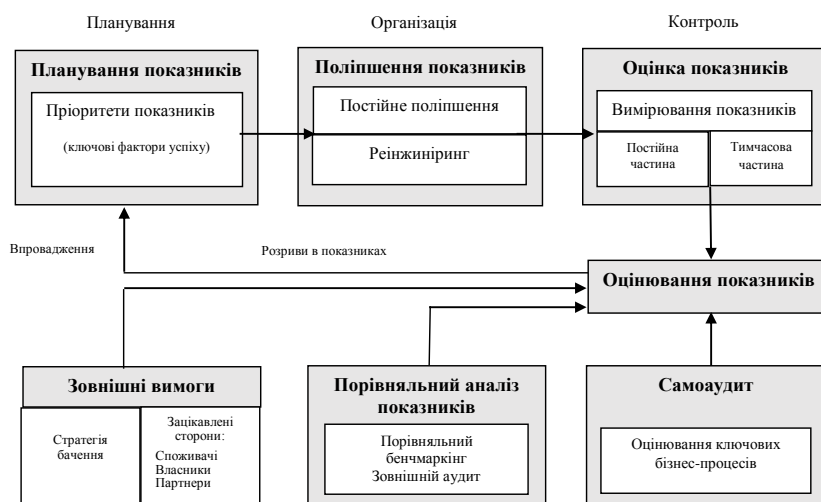 Планування
Організація
Контроль
Планування показників
Пріоритети показників
(ключові фактори успіху)
Поліпшення показників
Постійне поліпшення
Реінжиніринг
Оцінка показників
Вимірювання показників
Постійна
частина
Тимчасова
частина
Впровадження
Розриви в показниках
Оцінювання показників
Зовнішні вимоги
Стратегія
бачення
Зацікавлені
сторони:
Споживачі
Власники
Партнери
Порівняльний аналіз
показників
Порівняльний
бенчмаркінг
Зовнішній аудит
Самоаудит
Оцінювання ключових
бізнес-процесів